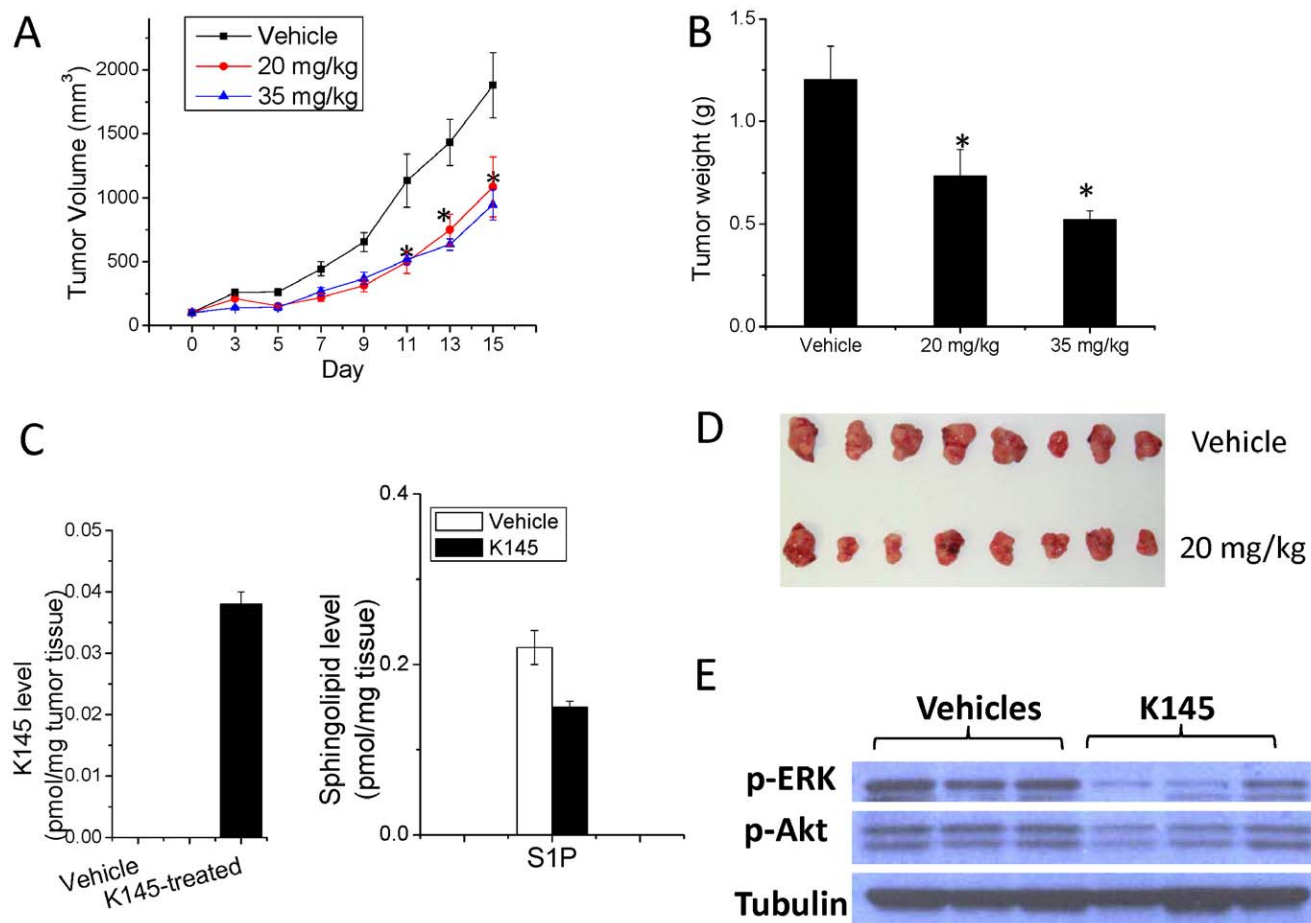 A
Vehicle
20 mg/kg
35 mg/kg
Tumor Volume (mm³)
2000
1500
1000
500
0
* * *
0 3 5 7 9 11 13 15
Day
B
Tumor weight (g)
1.5
1.0
0.5
0.0
* *
Vehicle 20 mg/kg 35 mg/kg
C
K145 level
(pmol/mg tumor tissue)
0.05
0.04
0.03
0.02
0.01
0.00
Vehicle
K145-treated
Sphingolipid level
(pmol/mg tissue)
0.4
0.2
0.0
Vehicle
K145
S1P
D
Vehicle
20 mg/kg
E
Vehicles K145
p-ERK
p-Akt
Tubulin